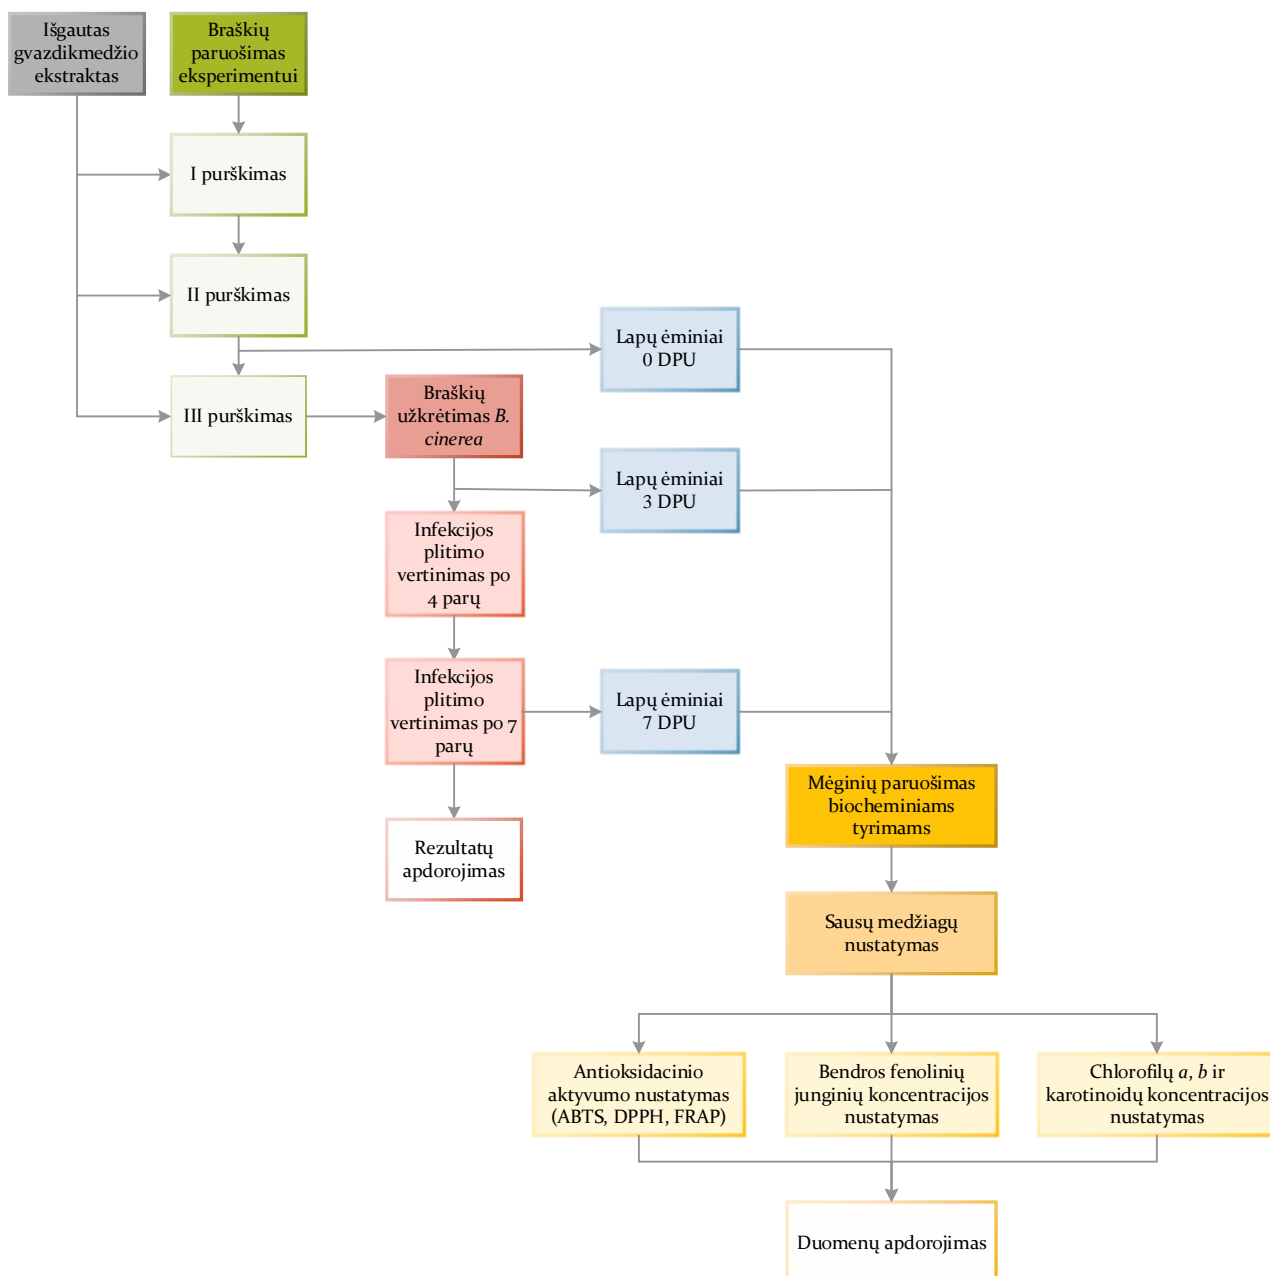 Išgautas
gvazdikmedžio
ekstraktas
Braškių
paruošimas
eksperimentui
I purškimas
II purškimas
III purškimas
Braškių
užkrėtimas B.
cinerea
Lapų ėminiai
0 DPU
Lapų ėminiai
3 DPU
Infekcijos
plitimo
vertinimas po
4 parų
Infekcijos
plitimo
vertinimas po 7
parų
Lapų ėminiai
7 DPU
Rezultatų
apdorojimas
Mėginių paruošimas
biocheminiams
tyrimams
Sausų medžiagų
nustatymas
Antioksidacinio
aktyvumo nustatymas
(ABTS, DPPH, FRAP)
Bendros fenolinių
junginių koncentracijos
nustatymas
Chlorofilų a, b ir
karotinoidų koncentracijos
nustatymas
Duomenų apdorojimas